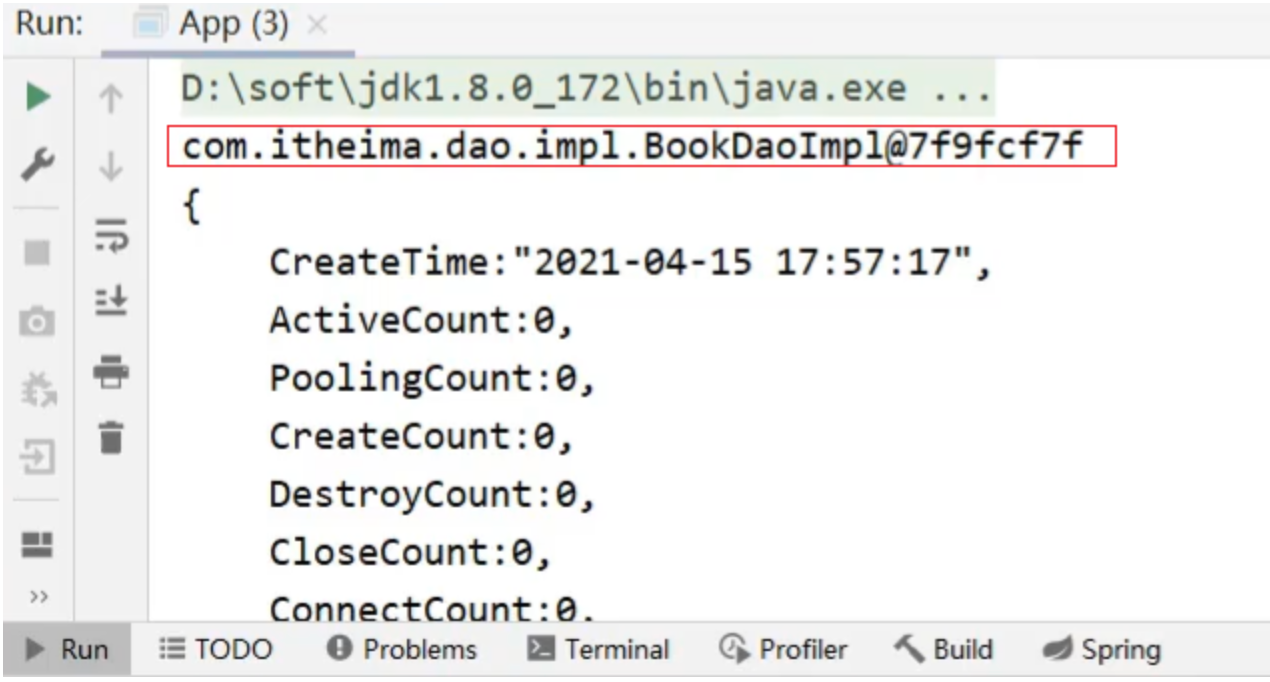 Run: App (3)
D:\soft\jdk1.8.0_172\bin\java.exe ...
com.itheima.dao.impl.BookDaoImpl@7f9fcf7f
{
CreateTime:"2021-04-15 17:57:17",
ActiveCount:0,
PoolingCount:0,
CreateCount:0,
DestroyCount:0,
CloseCount:0,
ConnectCount:0,
Run TODO Problems Terminal Profiler Build Spring